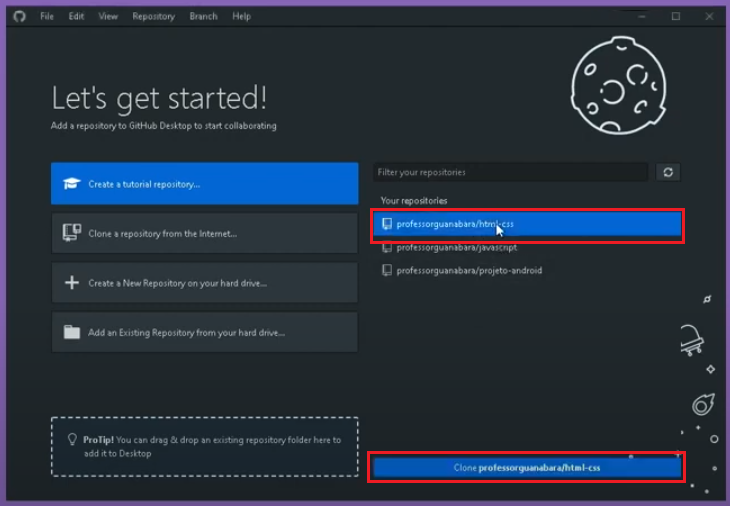 File Edit View Repository Branch Help
Let's get started!
Add a repository to GitHub Desktop to start collaborating
Create a tutorial repository...
Clone a repository from the Internet...
Create a New Repository on your hard drive...
Add an Existing Repository from your hard drive...
ProTip! You can drag & drop an existing repository folder here to
add it to Desktop
Filter your repositories
Your repositories
professorguanabara/html-css
professorguanabara/javascript
professorguanabara/projeto-android
Clone professorguanabara/html-css